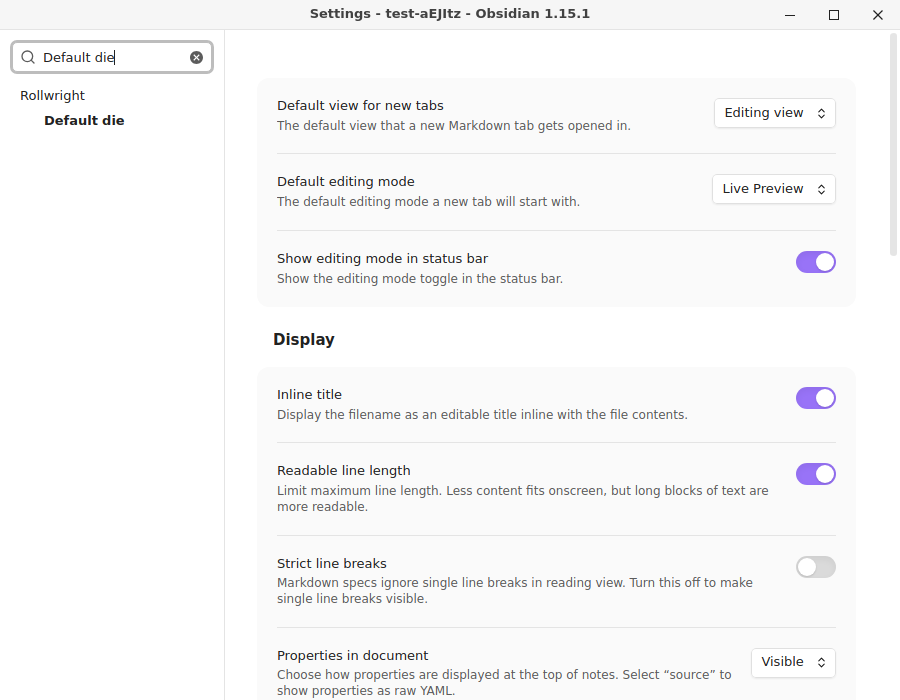 Settings - test-aEJItz - Obsidian 1.15.1
Default die
Rollwright
Default die
Default view for new tabs
The default view that a new Markdown tab gets opened in.
Editing view
Default editing mode
The default editing mode a new tab will start with.
Live Preview
Show editing mode in status bar
Show the editing mode toggle in the status bar.
Display
Inline title
Display the filename as an editable title inline with the file contents.
Readable line length
Limit maximum line length. Less content fits onscreen, but long blocks of text are
more readable.
Strict line breaks
Markdown specs ignore single line breaks in reading view. Turn this off to make
single line breaks visible.
Properties in document
Choose how properties are displayed at the top of notes. Select “source” to
show properties as raw YAML.
Visible